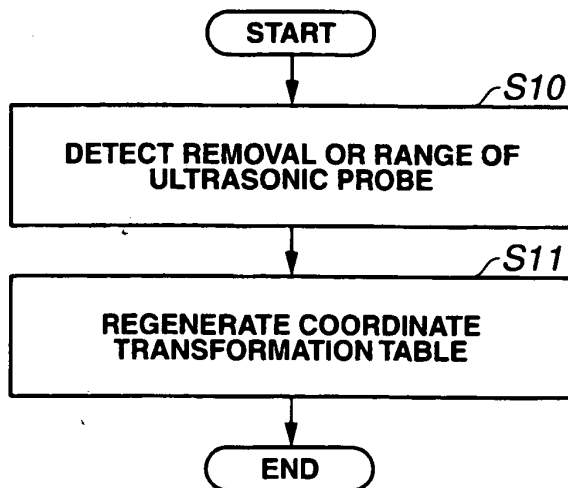 START
S10
DETECT REMOVAL OR RANGE OF
ULTRASONIC PROBE
S11
REGENERATE COORDINATE
TRANSFORMATION TABLE
END